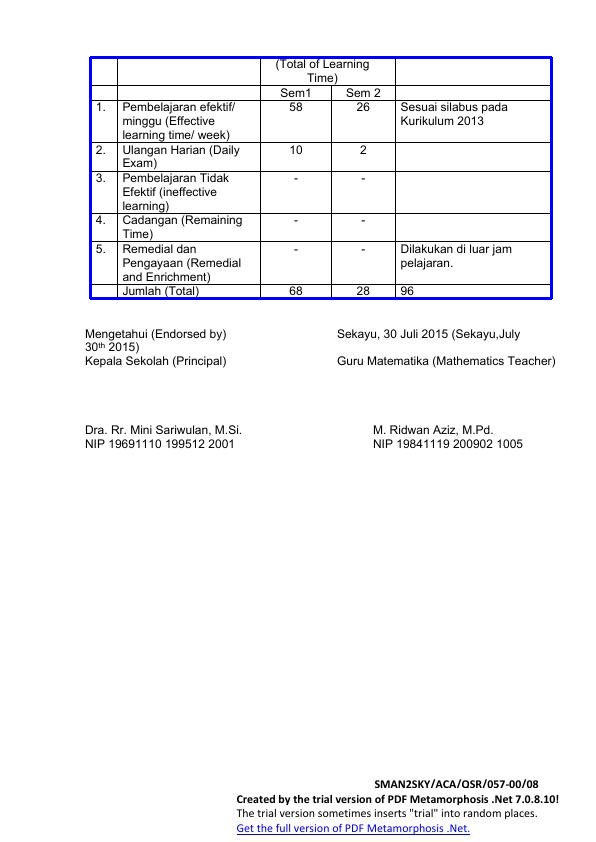 (Total of Learning
Time)
Sem1 Sem 2
1. Pembelajaran efektif/ 58 26 Sesuai silabus pada
minggu (Effective Kurikulum 2013
learning time/ week)
2. Ulangan Harian (Daily 10 2
Exam)
3. Pembelajaran Tidak - -
Efektif (ineffective
learning)
4. Cadangan (Remaining - -
Time)
5. Remedial dan - - Dilakukan di luar jam
Pengayaan (Remedial pelajaran.
and Enrichment)
Jumlah (Total) 68 28 96
Mengetahui (Endorsed by) Sekayu, 30 Juli 2015 (Sekayu,July
30th 2015)
Kepala Sekolah (Principal) Guru Matematika (Mathematics Teacher)
Dra. Rr. Mini Sariwulan, M.Si. M. Ridwan Aziz, M.Pd.
NIP 19691110 199512 2001 NIP 19841119 200902 1005
SMAN2SKY/ACA/QSR/057-00/08
Created by the trial version of PDF Metamorphosis .Net 7.0.8.10!
The trial version sometimes inserts "trial" into random places.
Get the full version of PDF Metamorphosis .Net.